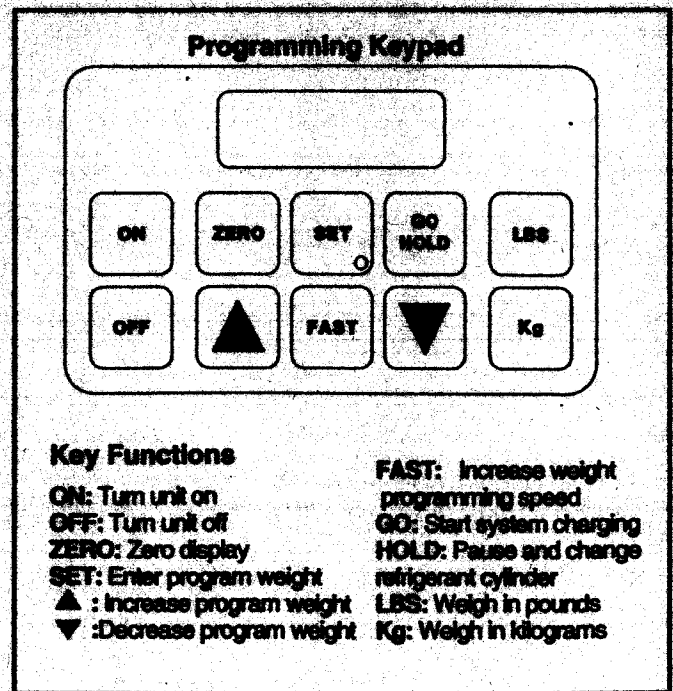 Programming Keypad
ON ZERO SET GO HOLD LBS
OFF ▲ FAST ▼ Kg
Key Functions
ON: Turn unit on
OFF: Turn unit off
ZERO: Zero display
SET: Enter program weight
▲ : Increase program weight
▼ :Decrease program weight
FAST: Increase weight
programming speed
GO: Start system charging
HOLD: Pause and change
refrigerant cylinder
LBS: Weigh in pounds
Kg: Weigh in kilograms